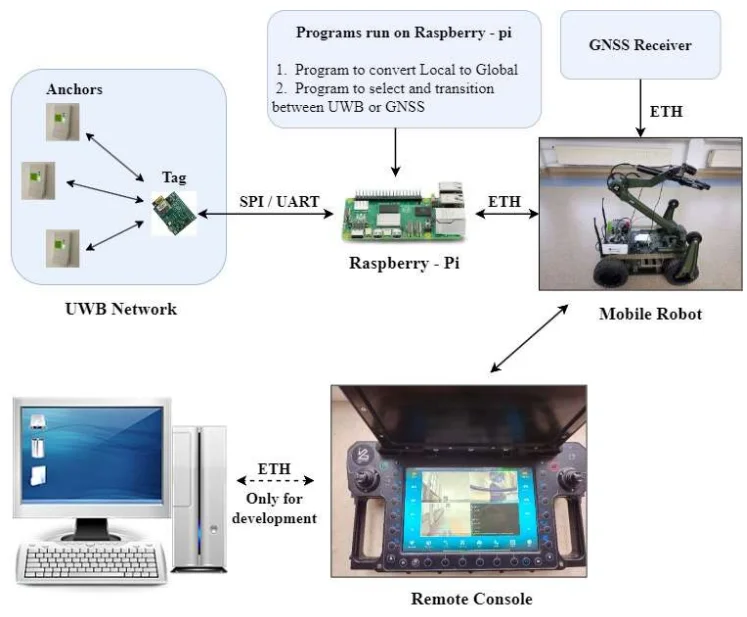 Programs run on Raspberry - pi
1. Program to convert Local to Global
2. Program to select and transition
between UWB or GNSS
GNSS Receiver
ETH
Anchors
Tag
SPI / UART
ETH
Raspberry - Pi
UWB Network
Mobile Robot
ETH
Only for
development
Remote Console